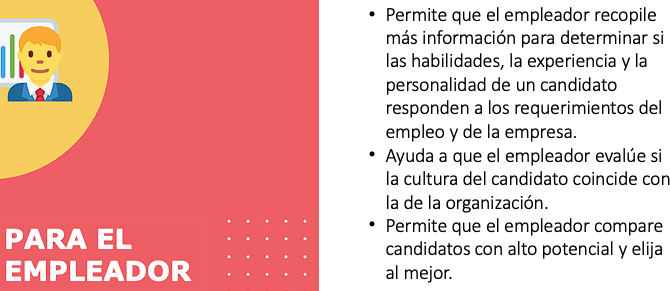 PARA EL
EMPLEADOR
• Permite que el empleador recopile
más información para determinar si
las habilidades, la experiencia y la
personalidad de un candidato
responden a los requerimientos del
empleo y de la empresa.
• Ayuda a que el empleador evalúe si
la cultura del candidato coincide con
la de la organización.
• Permite que el empleador compare
candidatos con alto potencial y elija
al mejor.